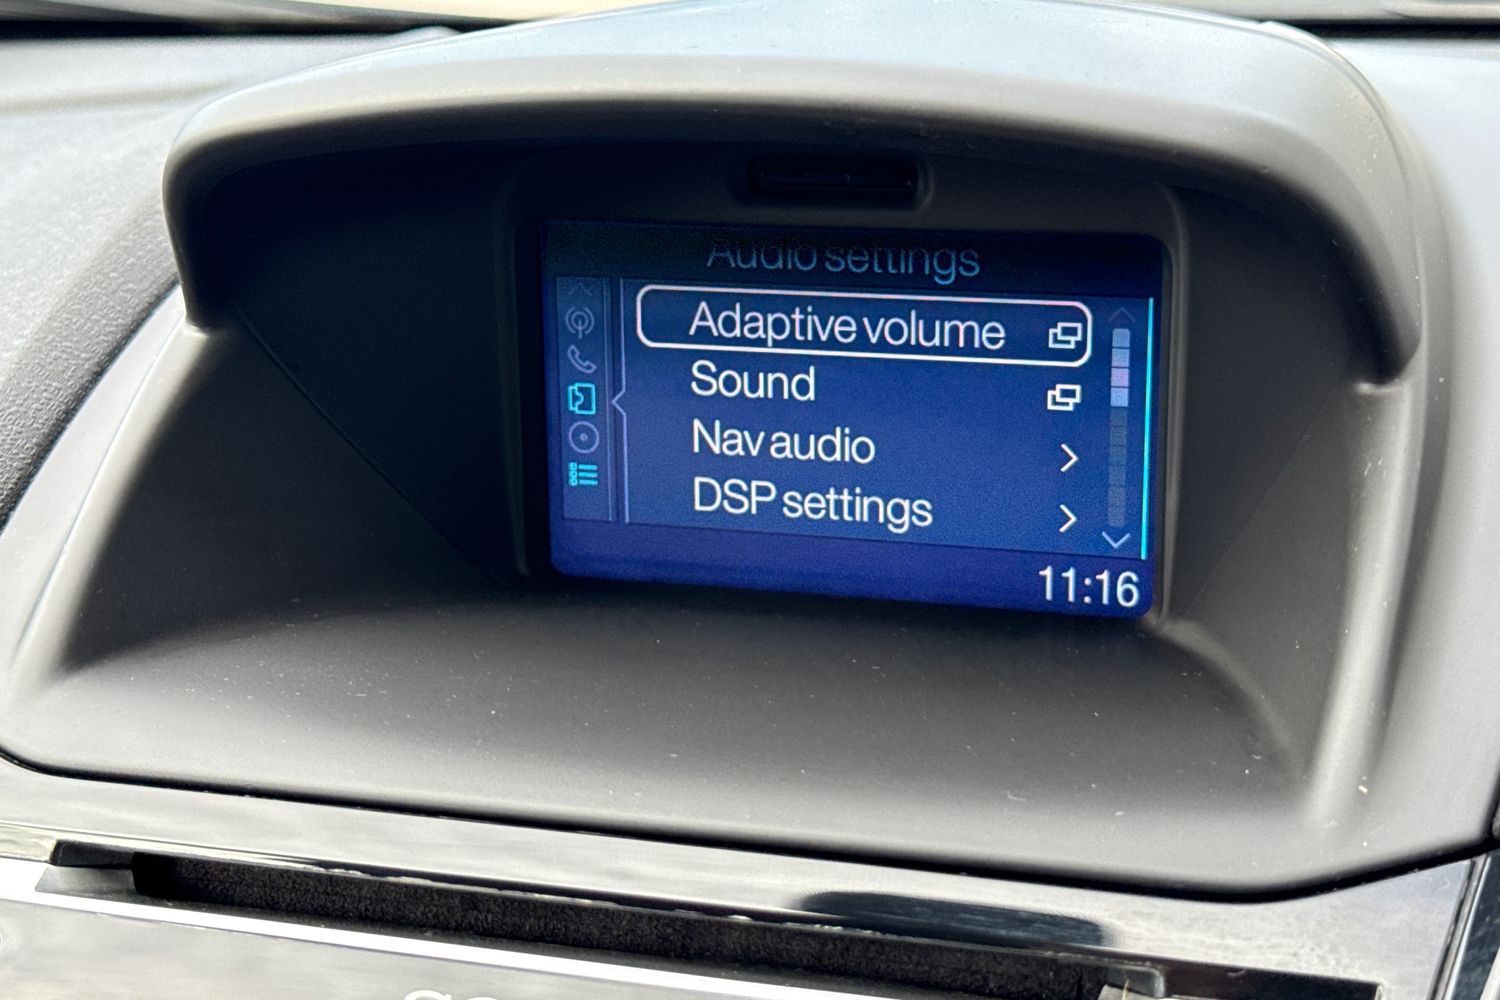 Audio settings
Adaptive volume
Sound
Nav audio
DSP settings
11:16